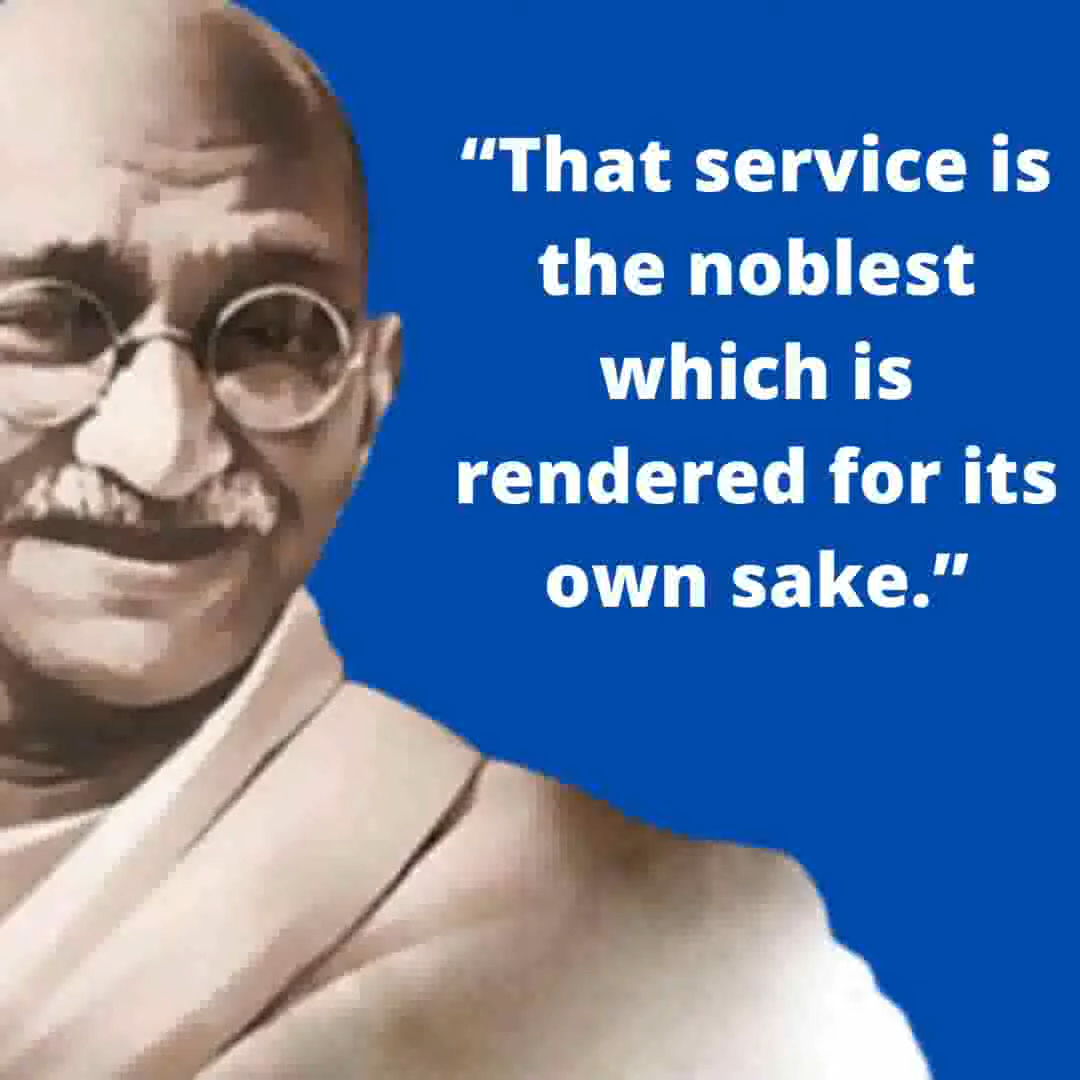 “That service is
the noblest
which is
rendered for its
own sake.”